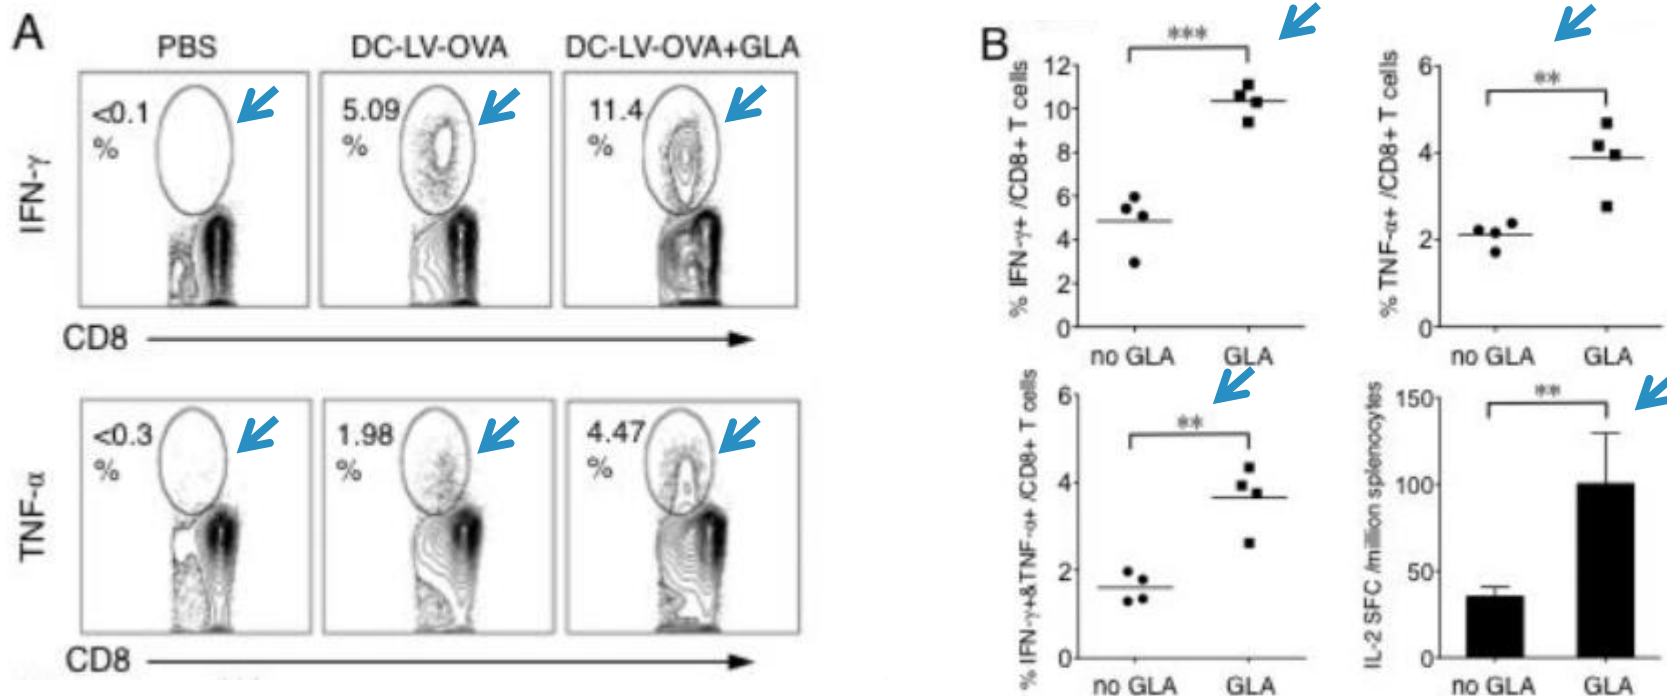 A
PBS DC-LV-OVA DC-LV-OVA+GLA
IFN-γ
<0.1
%
5.09
%
11.4
%
CD8
TNF-α
<0.3
%
1.98
%
4.47
%
CD8
B
% IFN-γ+ /CD8+ T cells
12
10
8
6
4
2
0
***
no GLA GLA
% TNF-α+ /CD8+ T cells
6
4
2
0
**
no GLA GLA
% IFN-γ+&TNF-α+ /CD8+ T cells
6
4
2
0
**
no GLA GLA
IL-2 SFC /million splenocytes
150
100
50
0
**
no GLA GLA